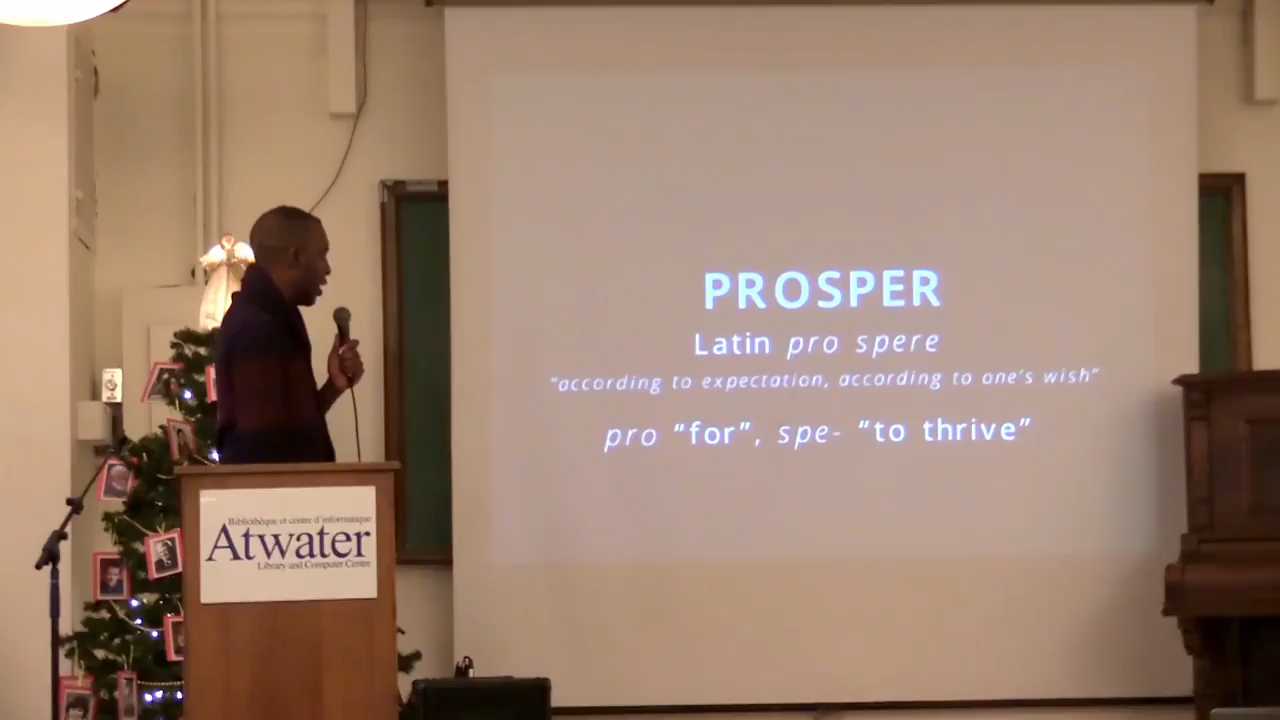 PROSPER
Latin pro spere
“according to expectation, according to one’s wish”
pro “for”, spe- “to thrive”
Bibliothèque et centre d’informatique
Atwater
Library and Computer Centre